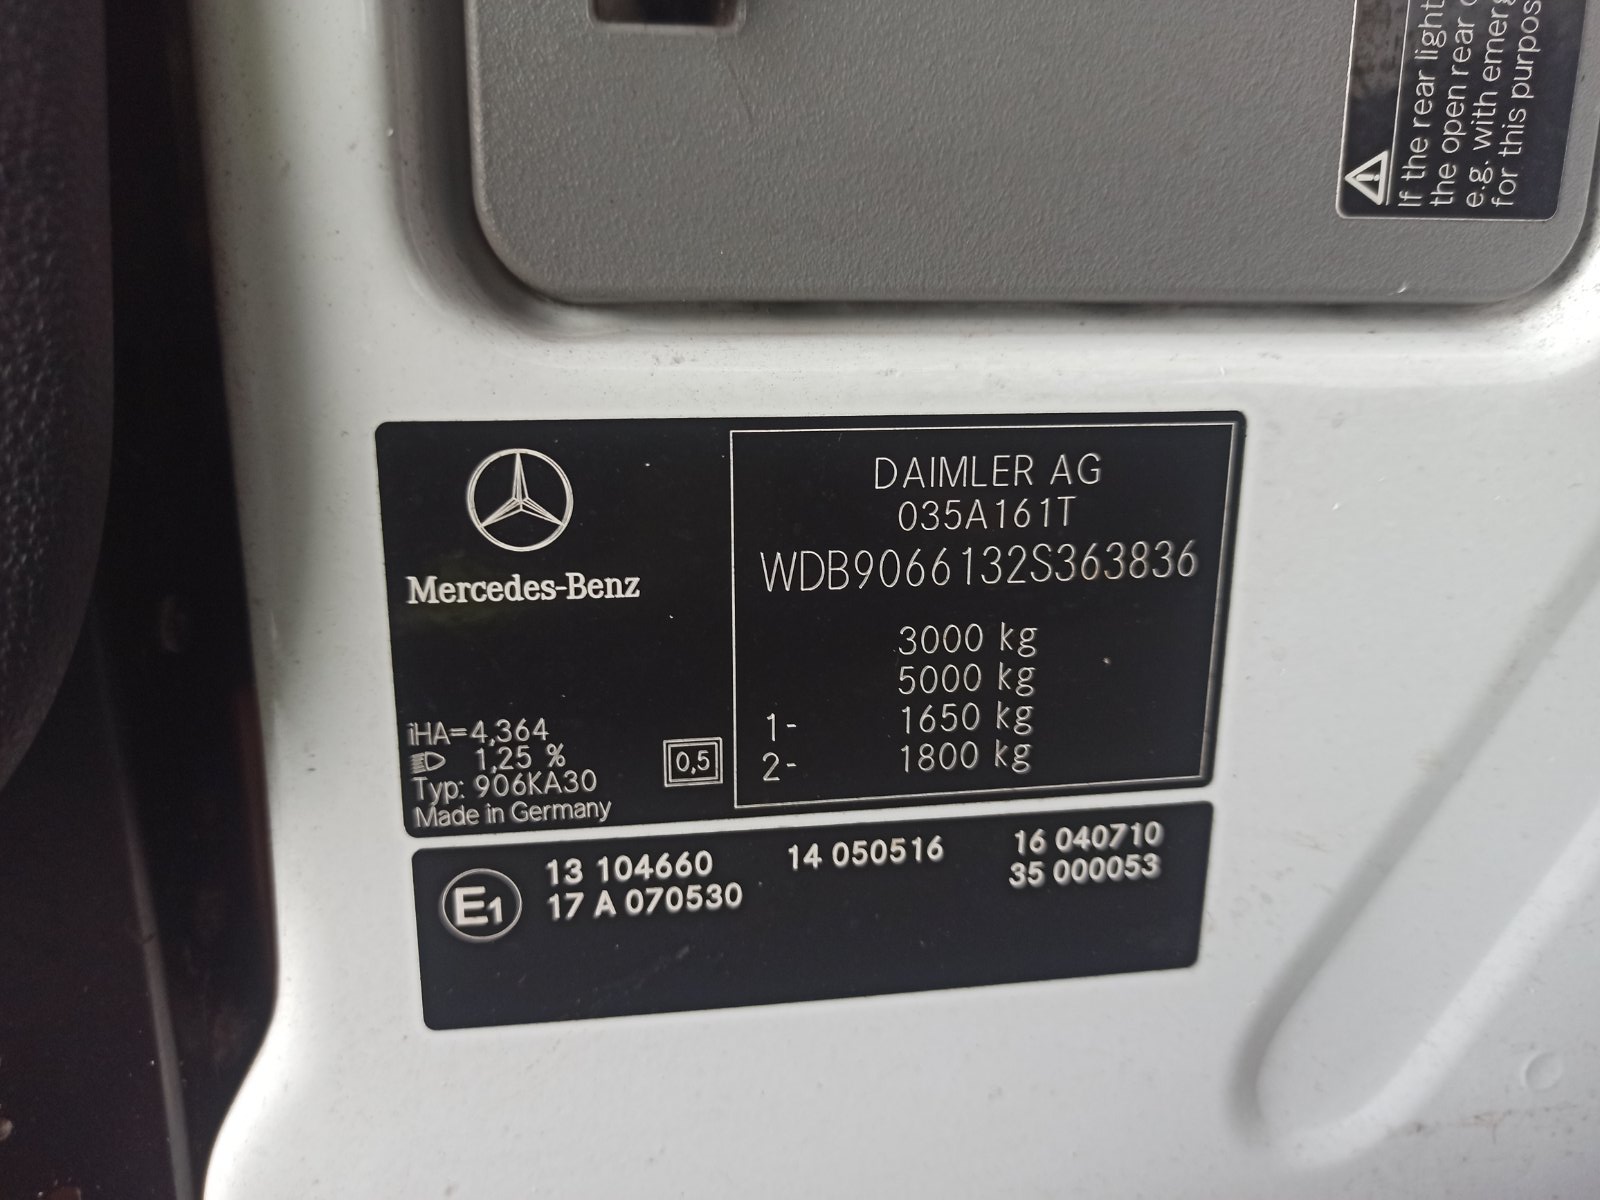 If the rear light
the open rear
e.g. with emerg
for this purpos
DAIMLER AG
035A161T
WDB9066132S363836
3000 kg
5000 kg
1- 1650 kg
2- 1800 kg
Mercedes-Benz
iHA=4,364
1,25 %
Typ: 906KA30
Made in Germany
0,5
E1
13 104660 14 050516 16 040710
17 A 070530 35 000053